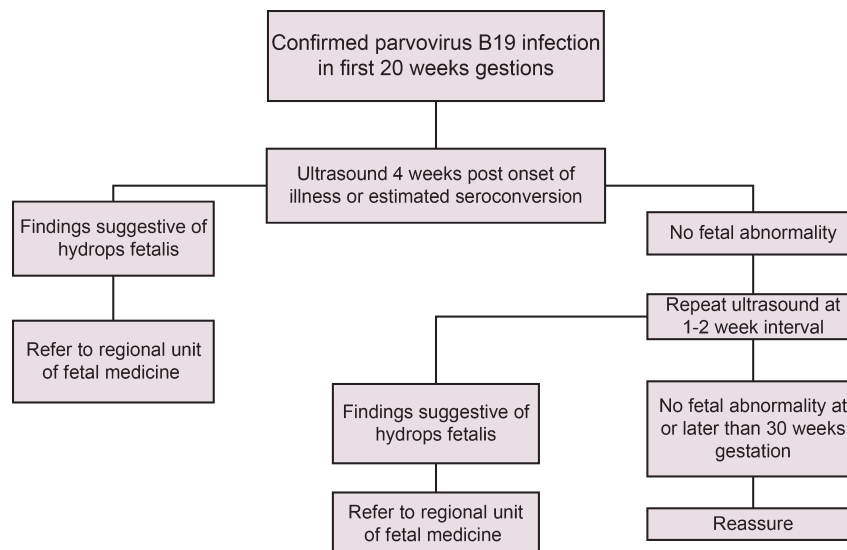 Confirmed parvovirus B19 infection
in first 20 weeks gestions
Ultrasound 4 weeks post onset of
illness or estimated seroconversion
Findings suggestive of
hydrops fetalis
Refer to regional unit
of fetal medicine
No fetal abnormality
Repeat ultrasound at
1-2 week interval
Findings suggestive of
hydrops fetalis
Refer to regional unit
of fetal medicine
No fetal abnormality at
or later than 30 weeks
gestation
Reassure